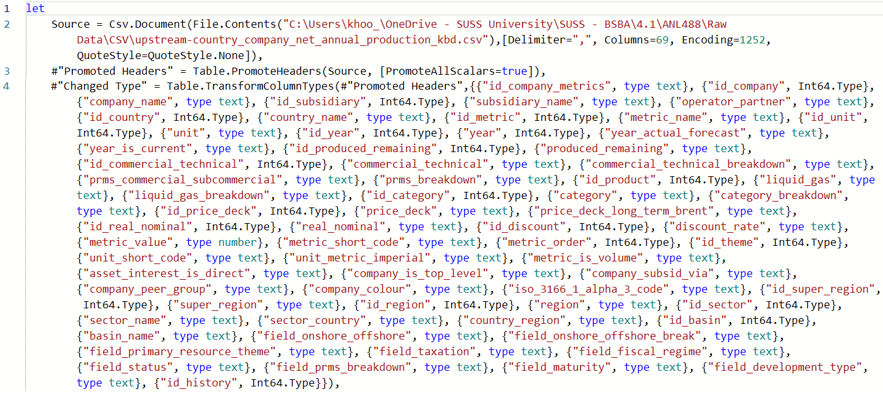 1 let
2 Source = Csv.Document(File.Contents("C:\Users\khoo_\OneDrive - SUSS University\SUSS - BSBA\4.1\ANL488\Raw
Data\CSV\upstream-country_company_net_annual_production_kbd.csv"),[Delimiter=",", Columns=69, Encoding=1252,
QuoteStyle=QuoteStyle.None]),
3 #"Promoted Headers" = Table.PromoteHeaders(Source, [PromoteAllScalars=true]),
4 #"Changed Type" = Table.TransformColumnTypes(#"Promoted Headers",{{"id_company_metrics", type text}, {"id_company", Int64.Type},
{"company_name", type text}, {"id_subsidiary", Int64.Type}, {"subsidiary_name", type text}, {"operator_partner", type text},
{"id_country", Int64.Type}, {"country_name", type text}, {"id_metric", Int64.Type}, {"metric_name", type text}, {"id_unit",
Int64.Type}, {"unit", type text}, {"id_year", Int64.Type}, {"year", Int64.Type}, {"year_actual_forecast", type text},
{"year_is_current", type text}, {"id_produced_remaining", Int64.Type}, {"produced_remaining", type text},
{"id_commercial_technical", Int64.Type}, {"commercial_technical", type text}, {"commercial_technical_breakdown", type text},
{"prms_commercial_subcommercial", type text}, {"prms_breakdown", type text}, {"id_product", Int64.Type}, {"liquid_gas", type
text}, {"liquid_gas_breakdown", type text}, {"id_category", Int64.Type}, {"category", type text}, {"category_breakdown",
type text}, {"id_price_deck", Int64.Type}, {"price_deck", type text}, {"price_deck_long_term_brent", type text},
{"id_real_nominal", Int64.Type}, {"real_nominal", type text}, {"id_discount", Int64.Type}, {"discount_rate", type text},
{"metric_value", type number}, {"metric_short_code", type text}, {"metric_order", Int64.Type}, {"id_theme", Int64.Type},
{"unit_short_code", type text}, {"unit_metric_imperial", type text}, {"metric_is_volume", type text},
{"asset_interest_is_direct", type text}, {"company_is_top_level", type text}, {"company_subsid_via", type text},
{"company_peer_group", type text}, {"company_colour", type text}, {"iso_3166_1_alpha_3_code", type text}, {"id_super_region",
Int64.Type}, {"super_region", type text}, {"id_region", Int64.Type}, {"region", type text}, {"id_sector", Int64.Type},
{"sector_name", type text}, {"sector_country", type text}, {"country_region", type text}, {"id_basin", Int64.Type},
{"basin_name", type text}, {"field_onshore_offshore", type text}, {"field_onshore_offshore_break", type text},
{"field_primary_resource_theme", type text}, {"field_taxation", type text}, {"field_fiscal_regime", type text},
{"field_status", type text}, {"field_prms_breakdown", type text}, {"field_maturity", type text}, {"field_development_type",
type text}, {"id_history", Int64.Type}}),